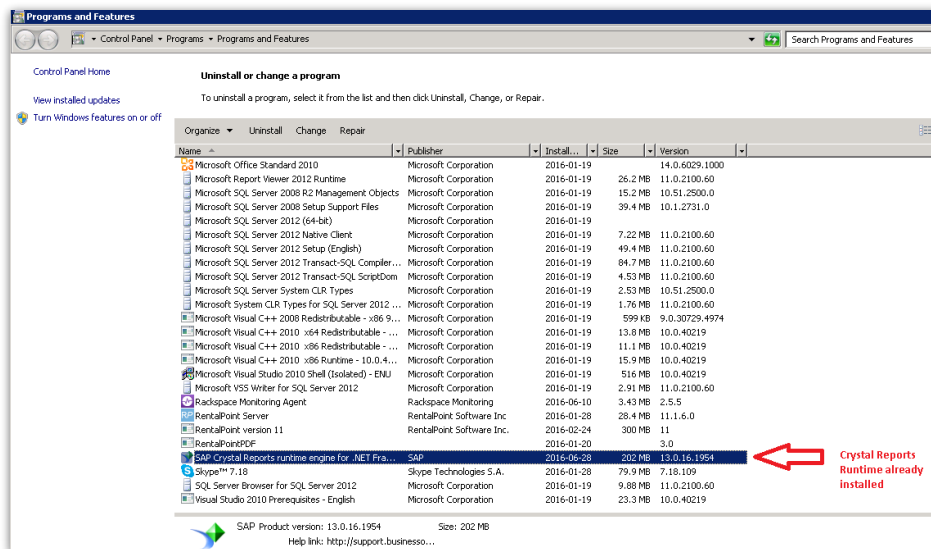 Programs and Features
Control Panel Programs Programs and Features Search Programs and Features
Control Panel Home
View installed updates
Turn Windows features on or off
Uninstall or change a program
To uninstall a program, select it from the list and then click Uninstall, Change, or Repair.
Organize Uninstall Change Repair
Name Publisher Install... Size Version
Microsoft Office Standard 2010 Microsoft Corporation 2016-01-19 14.0.6029.1000
Microsoft Report Viewer 2012 Runtime Microsoft Corporation 2016-01-19 26.2 MB 11.0.2100.60
Microsoft SQL Server 2008 R2 Management Objects Microsoft Corporation 2016-01-19 15.2 MB 10.51.2500.0
Microsoft SQL Server 2008 Setup Support Files Microsoft Corporation 2016-01-19 39.4 MB 10.1.2731.0
Microsoft SQL Server 2012 (64-bit) Microsoft Corporation 2016-01-19
Microsoft SQL Server 2012 Native Client Microsoft Corporation 2016-01-19 7.22 MB 11.0.2100.60
Microsoft SQL Server 2012 Setup (English) Microsoft Corporation 2016-01-19 49.4 MB 11.0.2100.60
Microsoft SQL Server 2012 Transact-SQL Compiler... Microsoft Corporation 2016-01-19 84.7 MB 11.0.2100.60
Microsoft SQL Server 2012 Transact-SQL ScriptDom Microsoft Corporation 2016-01-19 4.53 MB 11.0.2100.60
Microsoft SQL Server System CLR Types Microsoft Corporation 2016-01-19 2.53 MB 10.51.2500.0
Microsoft System CLR Types for SQL Server 2012 ... Microsoft Corporation 2016-01-19 1.76 MB 11.0.2100.60
Microsoft Visual C++ 2008 Redistributable - x86 9... Microsoft Corporation 2016-01-19 599 KB 9.0.30729.4974
Microsoft Visual C++ 2010 x64 Redistributable - ... Microsoft Corporation 2016-01-19 13.8 MB 10.0.40219
Microsoft Visual C++ 2010 x86 Redistributable - ... Microsoft Corporation 2016-01-19 11.1 MB 10.0.40219
Microsoft Visual C++ 2010 x86 Runtime - 10.0.4... Microsoft Corporation 2016-01-19 15.9 MB 10.0.40219
Microsoft Visual Studio 2010 Shell (Isolated) - ENU Microsoft Corporation 2016-01-19 516 MB 10.0.40219
Microsoft VSS Writer for SQL Server 2012 Microsoft Corporation 2016-01-19 2.91 MB 11.0.2100.60
Rackspace Monitoring Agent Rackspace Monitoring 2016-06-10 3.43 MB 2.5.5
RP RentalPoint Server RentalPoint Software Inc 2016-01-28 28.4 MB 11.1.6.0
RentalPoint version 11 RentalPoint Software Inc. 2016-02-24 300 MB 11
RentalPointPDF 2016-01-20 3.0
SAP Crystal Reports runtime engine for .NET Fra... SAP 2016-06-28 202 MB 13.0.16.1954
Skype™ 7.18 Skype Technologies S.A. 2016-01-28 79.9 MB 7.18.109
SQL Server Browser for SQL Server 2012 Microsoft Corporation 2016-01-19 9.88 MB 11.0.2100.60
Visual Studio 2010 Prerequisites - English Microsoft Corporation 2016-01-19 23.3 MB 10.0.40219
Crystal Reports
Runtime already
installed
SAP Product version: 13.0.16.1954 Size: 202 MB
Help link: http://support.businesso...